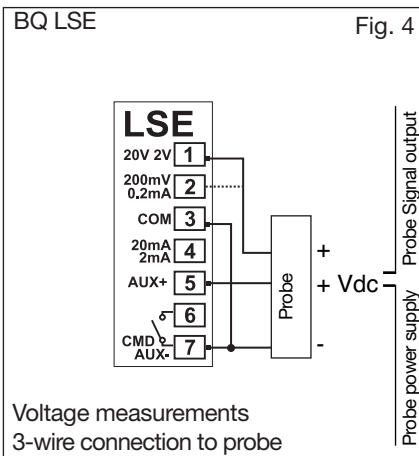 BQ LSE
Fig. 4
LSE
20V 2V 1
200mV
0.2mA 2
COM 3
20mA
2mA 4
AUX+ 5
6
CMD
AUX- 7
Probe
+
+ Vdc
-
Probe Signal output
Probe power supply
Voltage measurements
3-wire connection to probe